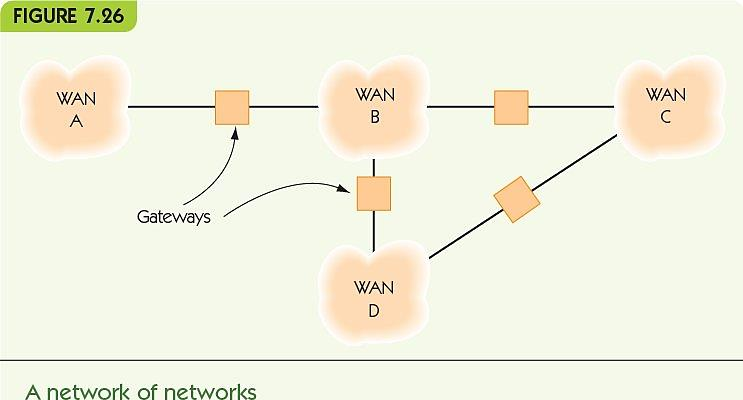 FIGURE 7.26
WAN
A
WAN
B
WAN
C
Gateways
WAN
D
A network of networks